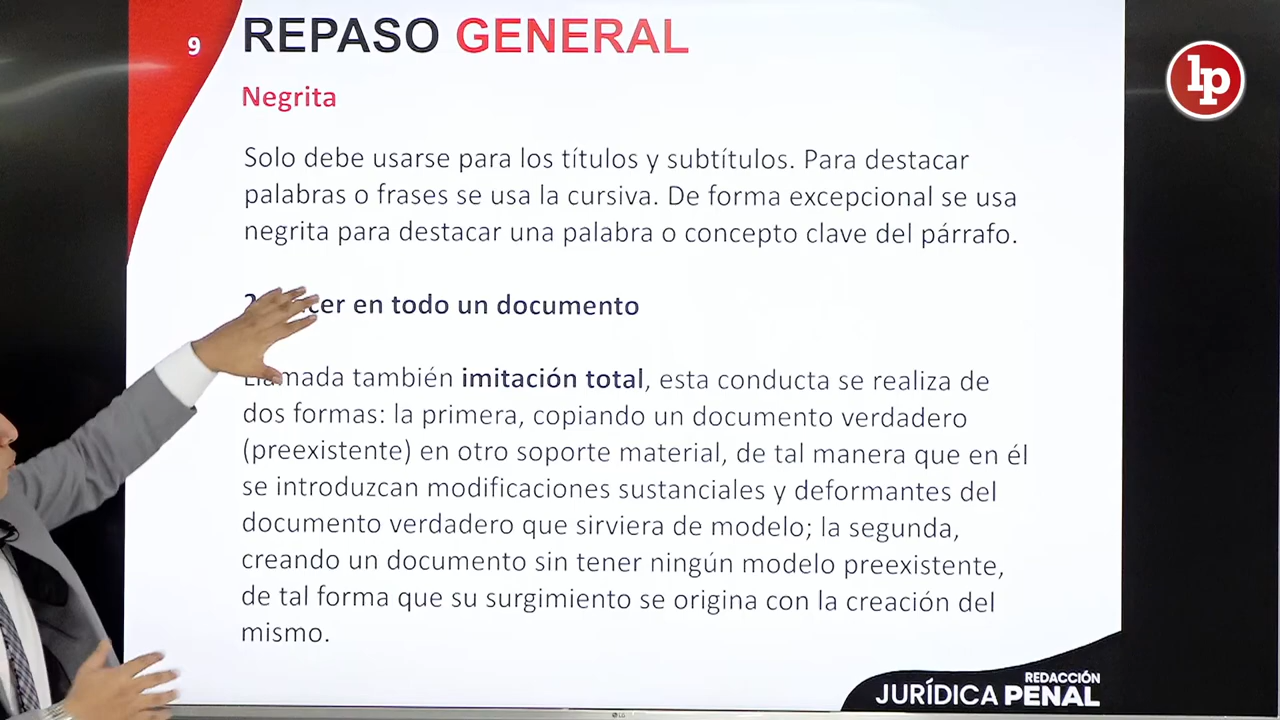 9
REPASO GENERAL
lp
Negrita
Solo debe usarse para los títulos y subtítulos. Para destacar
palabras o frases se usa la cursiva. De forma excepcional se usa
negrita para destacar una palabra o concepto clave del párrafo.
en todo un documento
también imitación total, esta conducta se realiza de
dos formas: la primera, copiando un documento verdadero
(preexistente) en otro soporte material, de tal manera que en él
se introduzcan modificaciones sustanciales y deformantes del
documento verdadero que sirviera de modelo; la segunda,
creando un documento sin tener ningún modelo preexistente,
de tal forma que su surgimiento se origina con la creación del
mismo.
REDACCIÓN
JURÍDICA PENAL
LG